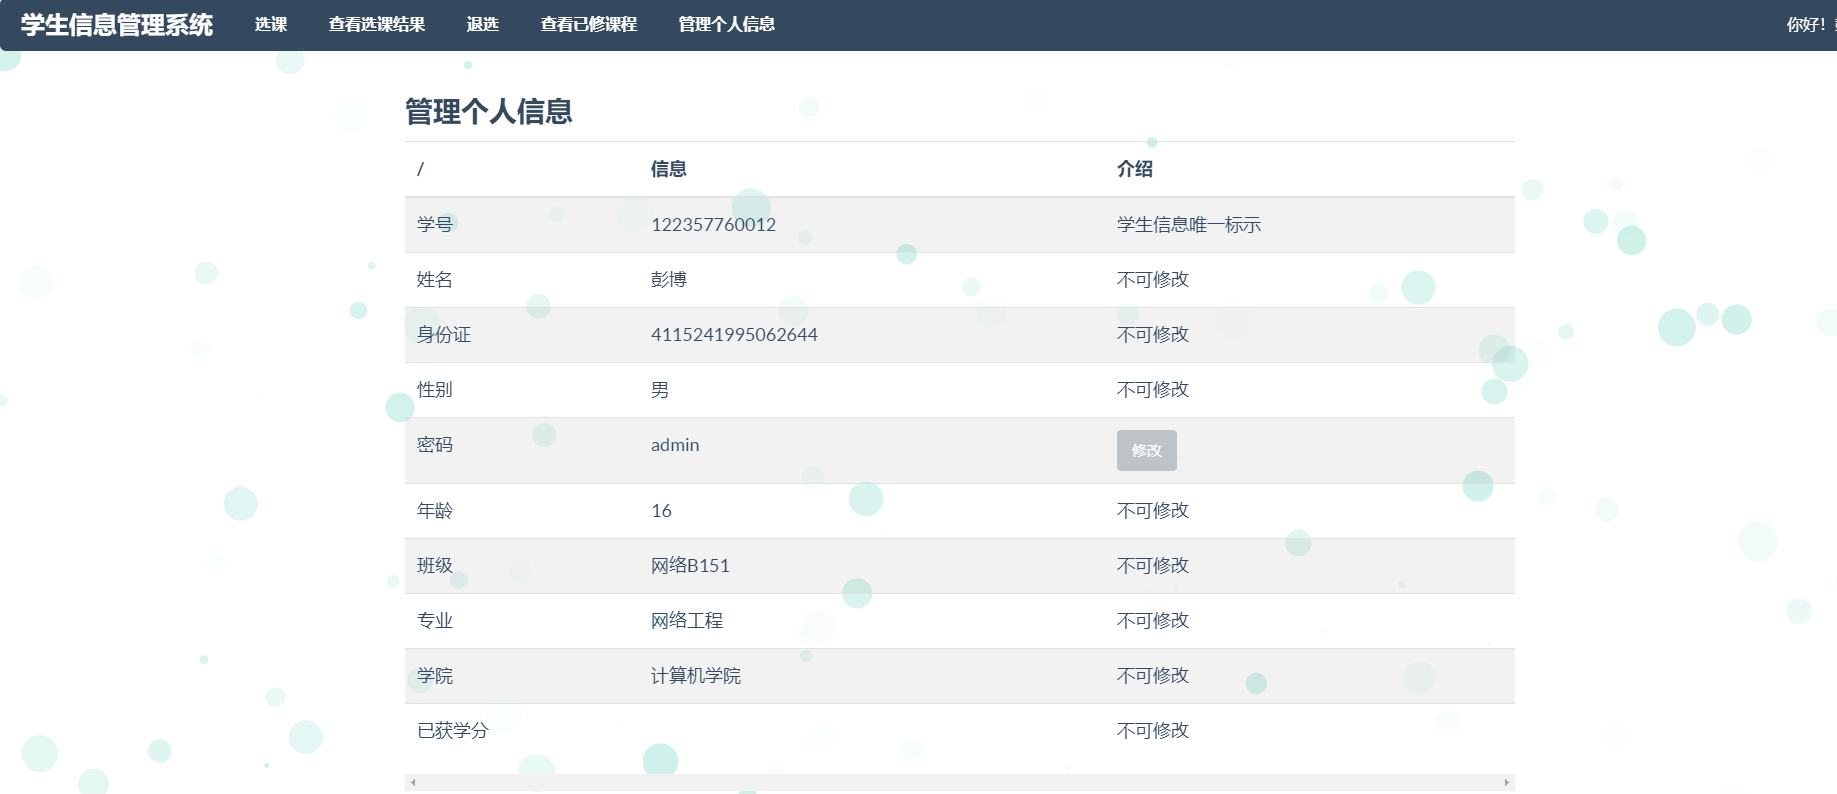 学生信息管理系统 选课 查看选课结果 退选 查看已修课程 管理个人信息 你好!
管理个人信息
/ 信息 介绍
学号 122357760012 学生信息唯一标示
姓名 彭博 不可修改
身份证 4115241995062644 不可修改
性别 男 不可修改
密码 admin 修改
年龄 16 不可修改
班级 网络B151 不可修改
专业 网络工程 不可修改
学院 计算机学院 不可修改
已获学分 不可修改